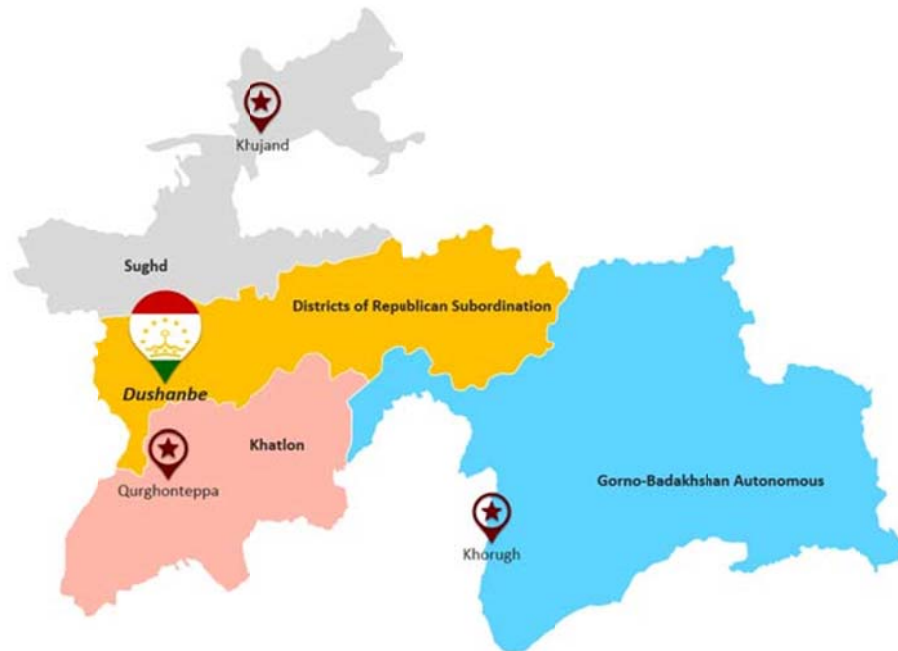 Khujand
Sughd
Districts of Republican Subordination
Dushanbe
Khatlon
Qurghonteppa
Gorno-Badakhshan Autonomous
Khorugh